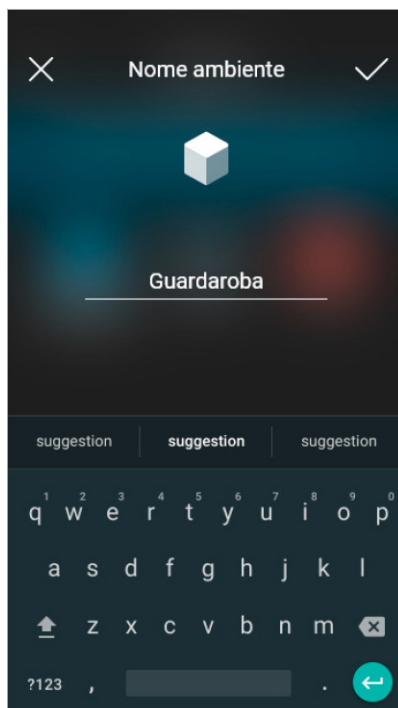 Nome ambiente
Guardaroba
suggestion suggestion suggestion
1 2 3 4 5 6 7 8 9 0
q w e r t y u i o p
a s d f g h j k l
z x c v b n m
?123 , .